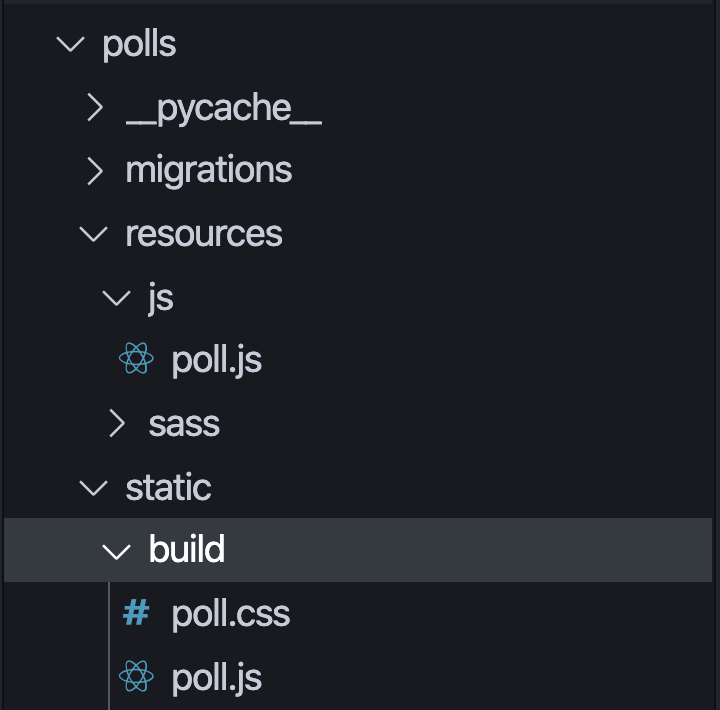 polls
__pycache__
migrations
resources
js
poll.js
sass
static
build
# poll.css
poll.js